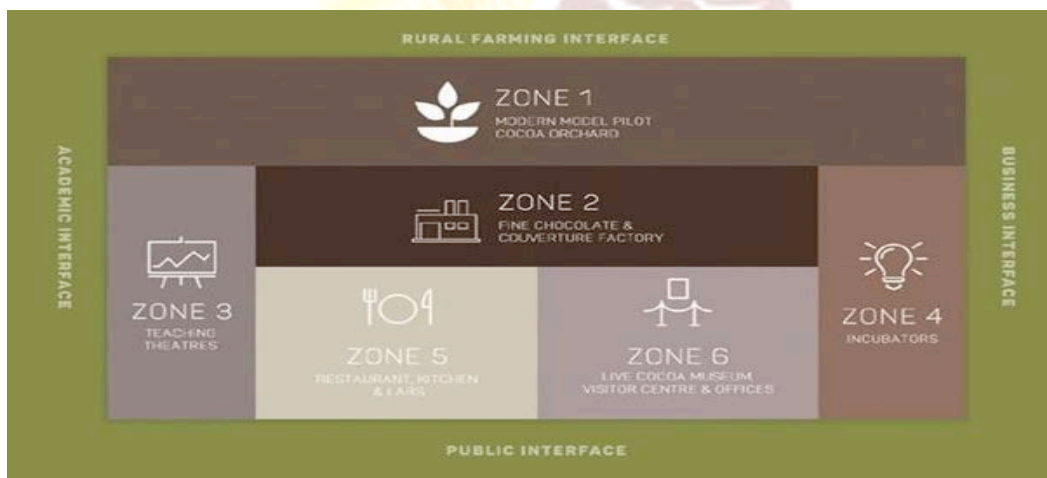 RURAL FARMING INTERFACE
ZONE 1
MODERN MODEL PILOT
COCOA ORCHARD
ACADEMIC INTERFACE
BUSINESS INTERFACE
ZONE 2
FINE CHOCOLATE &
COUVERTURE FACTORY
ZONE 3
TEACHING
THEATRES
ZONE 4
INCUBATORS
ZONE 5
RESTAURANT, KITCHEN
& LABS
ZONE 6
LIVE COCOA MUSEUM,
VISITOR CENTRE & OFFICES
PUBLIC INTERFACE